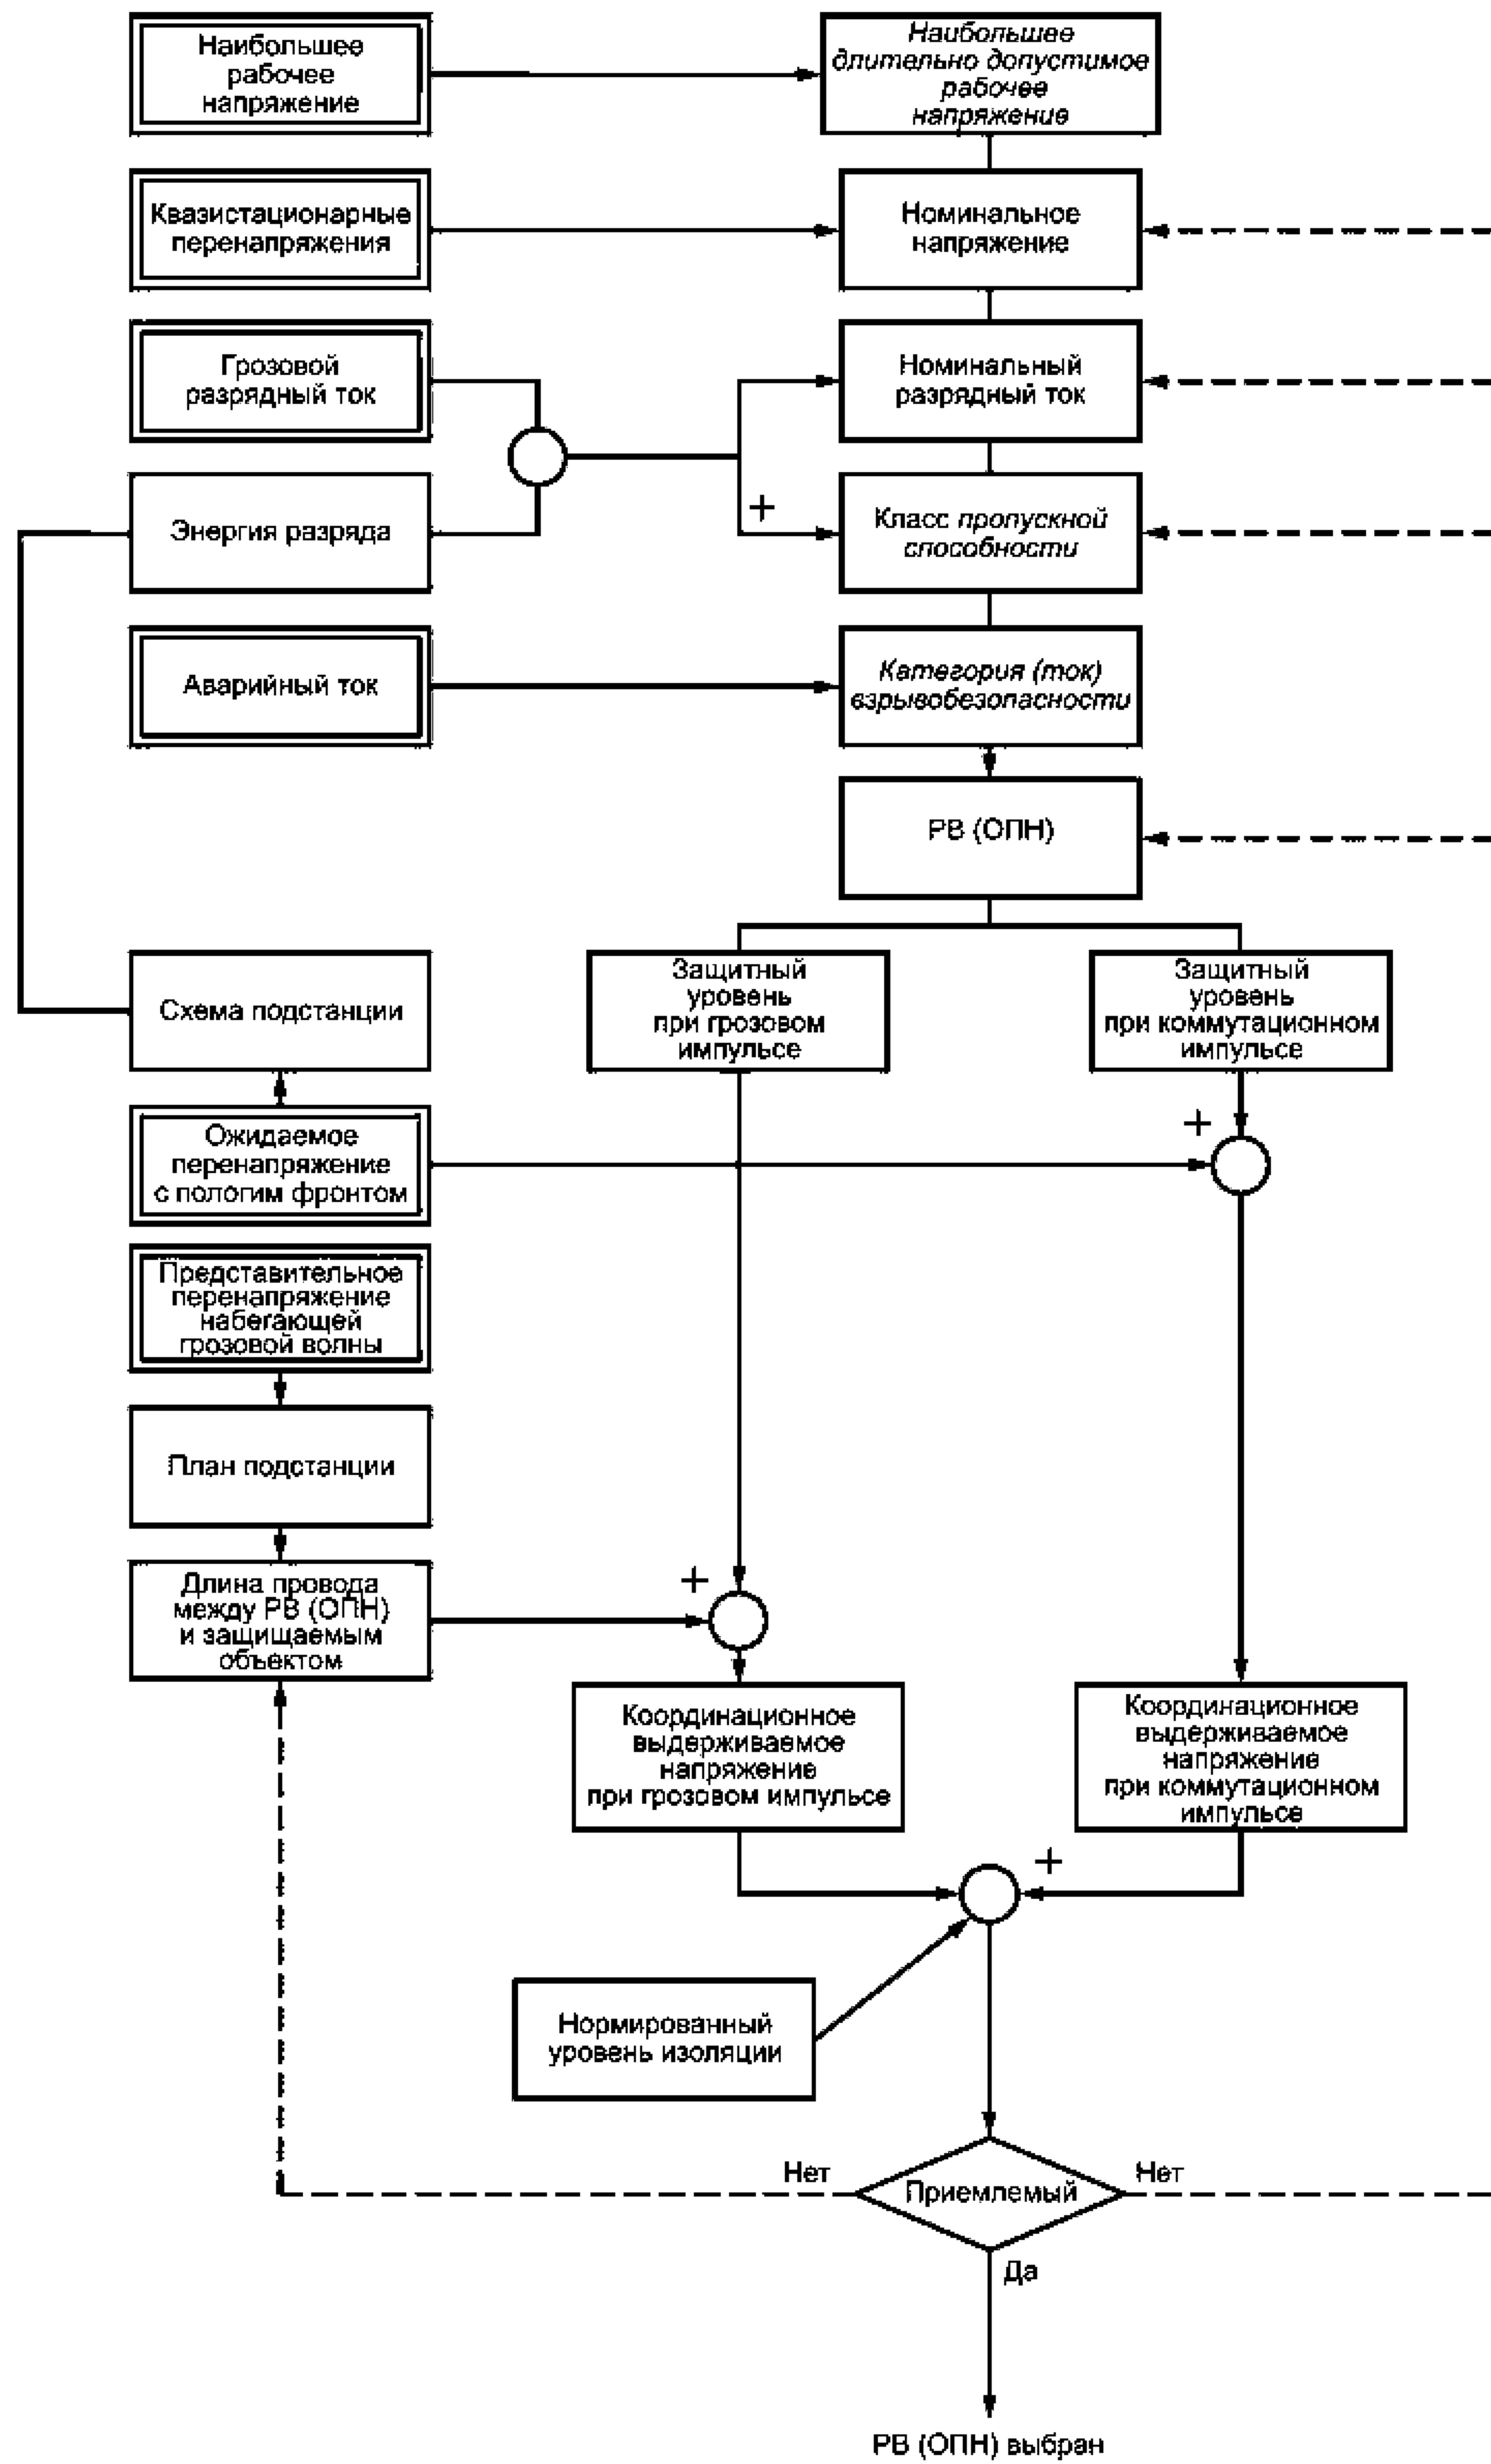 Наибольшее
рабочее
напряжение
Наибольшее
длительно допустимое
рабочее
напряжение
Квазистационарные
перенапряжения
Номинальное
напряжение
Грозовой
разрядный ток
Номинальный
разрядный ток
Энергия разряда
+
Класс пропускной
способности
Аварийный ток
Категория (ток)
взрывобезопасности
РВ (ОПН)
Схема подстанции
Защитный
уровень
при грозовом
импульсе
Защитный
уровень
при коммутационном
импульсе
Ожидаемое
перенапряжение
с пологим фронтом
+
Представительное
перенапряжение
набегающей
грозовой волны
План подстанции
Длина провода
между РВ (ОПН)
и защищаемым
объектом
+
Координационное
выдерживаемое
напряжение
при грозовом импульсе
Координационное
выдерживаемое
напряжение
при коммутационном
импульсе
+
Нормированный
уровень изоляции
Нет
Приемлемый
Нет
Да
РВ (ОПН) выбран